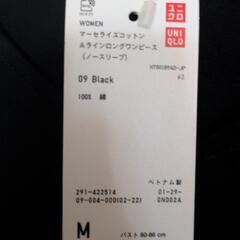 WOMEN
マーセライズコットン
Aラインロングワンピース
(ノースリーブ)
ユニクロ
UNIQLO
62
09 Black
100% 綿
ベトナム製
291-422514
01-29-
09-004-000(02-22)
0N002A
M
バスト 80-86 cm